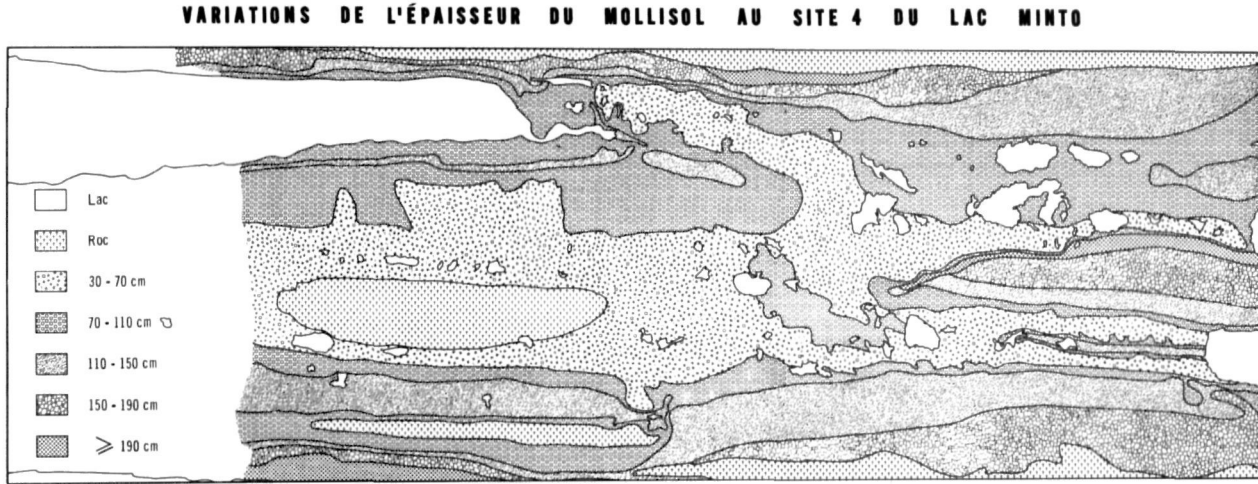 VARIATIONS DE L'ÉPAISSEUR DU MOLLISOL AU SITE 4 DU LAC MINTO
Lac
Roc
30 - 70 cm
70 - 110 cm
110 - 150 cm
150 - 190 cm
⩾ 190 cm